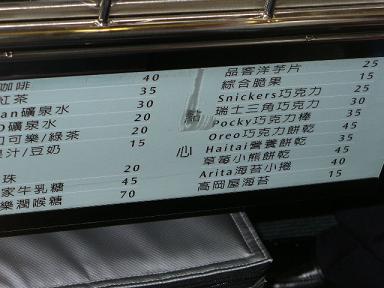 咖啡 40
紅茶 35
an礦泉水 30
礦泉水 20
可樂/綠茶 20
汁/豆奶 15
珠 20
家牛乳糖 45
樂潤喉糖 70
點心
品客洋芋片 25
綜合脆果 15
Snickers巧克力 25
瑞士三角巧克力 30
Pocky巧克力棒 35
Oreo巧克力餅乾 45
Haitai營養餅乾 35
草莓小熊餅乾 45
Arita海苔小捲 40
高岡屋海苔 15